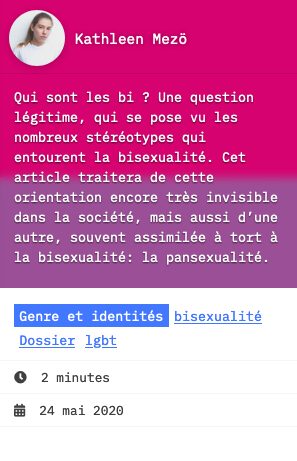 Kathleen Mezö
Qui sont les bi ? Une question
légitime, qui se pose vu les
nombreux stéréotypes qui
entourent la bisexualité. Cet
article traitera de cette
orientation encore très invisible
dans la société, mais aussi d’une
autre, souvent assimilée à tort à
la bisexualité: la pansexualité.
Genre et identités bisexualité
Dossier lgbt
2 minutes
24 mai 2020